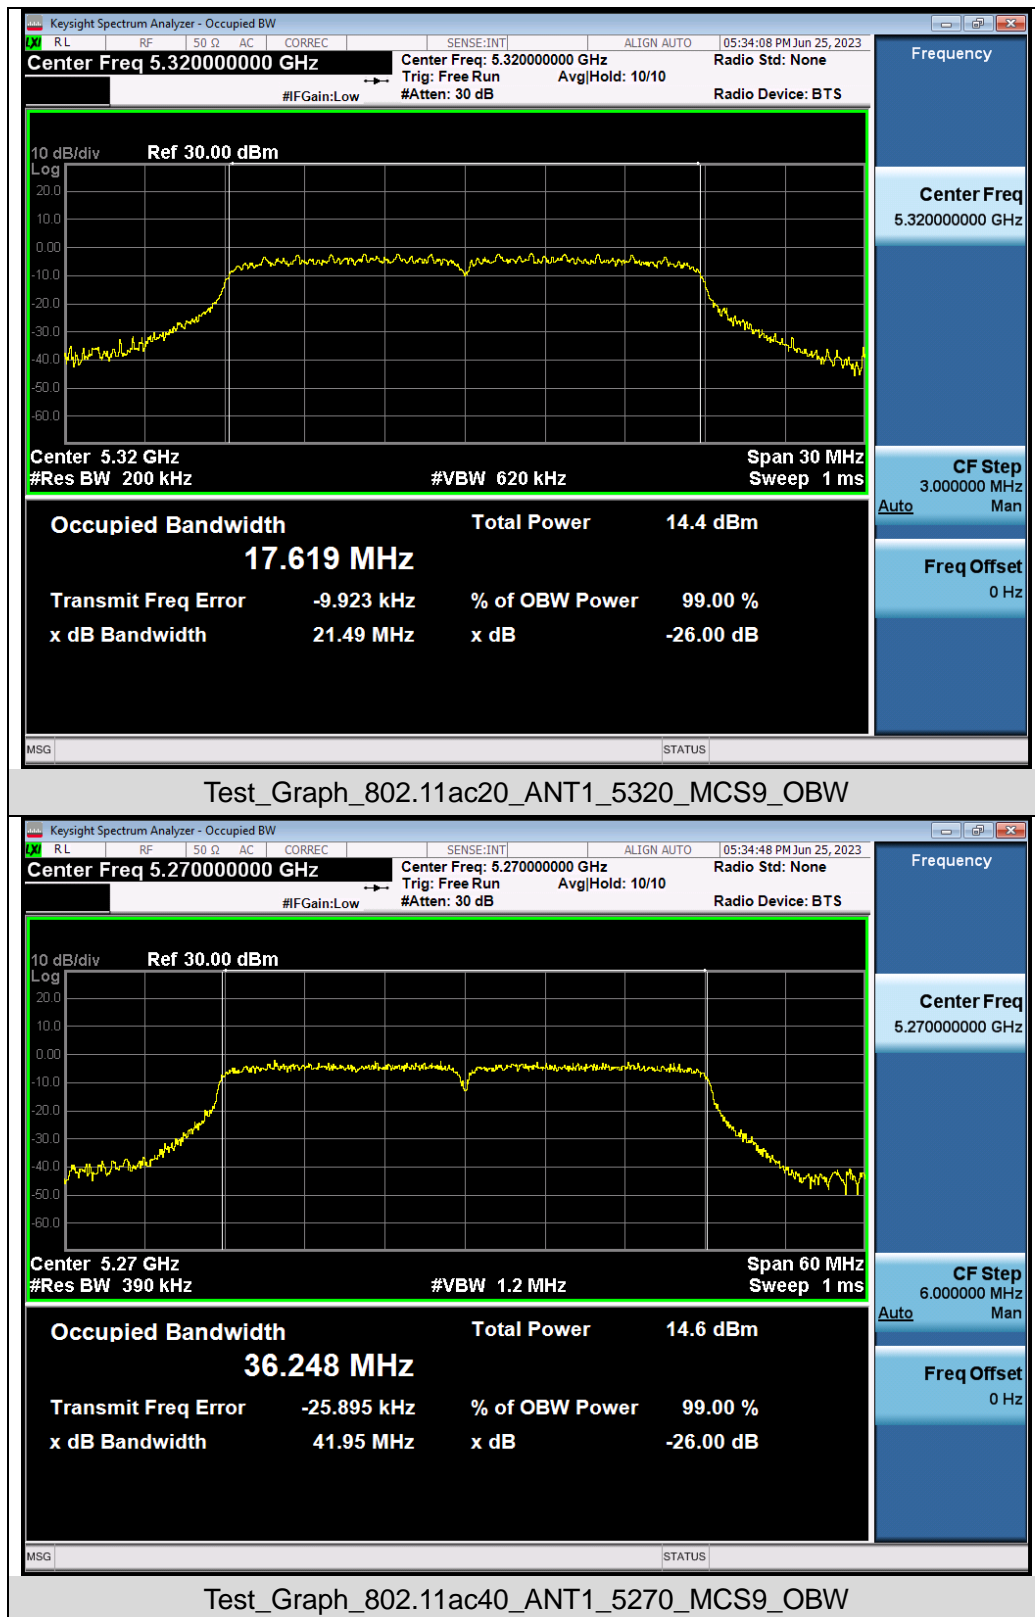 Keysight Spectrum Analyzer - Occupied BW
LXI RL RF 50 Ω AC CORREC SENSE:INT ALIGN AUTO 05:34:08 PM Jun 25, 2023
Center Freq 5.320000000 GHz
Center Freq: 5.320000000 GHz Radio Std: None
Trig: Free Run Avg|Hold: 10/10
#IFGain:Low #Atten: 30 dB Radio Device: BTS
Frequency
10 dB/div Ref 30.00 dBm
Log
20.0
10.0
0.00
-10.0
-20.0
-30.0
-40.0
-50.0
-60.0
Center 5.32 GHz Span 30 MHz
#Res BW 200 kHz #VBW 620 kHz Sweep 1 ms
Center Freq
5.320000000 GHz
CF Step
3.000000 MHz
Auto Man
Freq Offset
0 Hz
Occupied Bandwidth Total Power 14.4 dBm
17.619 MHz
Transmit Freq Error -9.923 kHz % of OBW Power 99.00 %
x dB Bandwidth 21.49 MHz x dB -26.00 dB
MSG STATUS
Test_Graph_802.11ac20_ANT1_5320_MCS9_OBW
Keysight Spectrum Analyzer - Occupied BW
LXI RL RF 50 Ω AC CORREC SENSE:INT ALIGN AUTO 05:34:48 PM Jun 25, 2023
Center Freq 5.270000000 GHz
Center Freq: 5.270000000 GHz Radio Std: None
Trig: Free Run Avg|Hold: 10/10
#IFGain:Low #Atten: 30 dB Radio Device: BTS
Frequency
10 dB/div Ref 30.00 dBm
Log
20.0
10.0
0.00
-10.0
-20.0
-30.0
-40.0
-50.0
-60.0
Center 5.27 GHz Span 60 MHz
#Res BW 390 kHz #VBW 1.2 MHz Sweep 1 ms
Center Freq
5.270000000 GHz
CF Step
6.000000 MHz
Auto Man
Freq Offset
0 Hz
Occupied Bandwidth Total Power 14.6 dBm
36.248 MHz
Transmit Freq Error -25.895 kHz % of OBW Power 99.00 %
x dB Bandwidth 41.95 MHz x dB -26.00 dB
MSG STATUS
Test_Graph_802.11ac40_ANT1_5270_MCS9_OBW